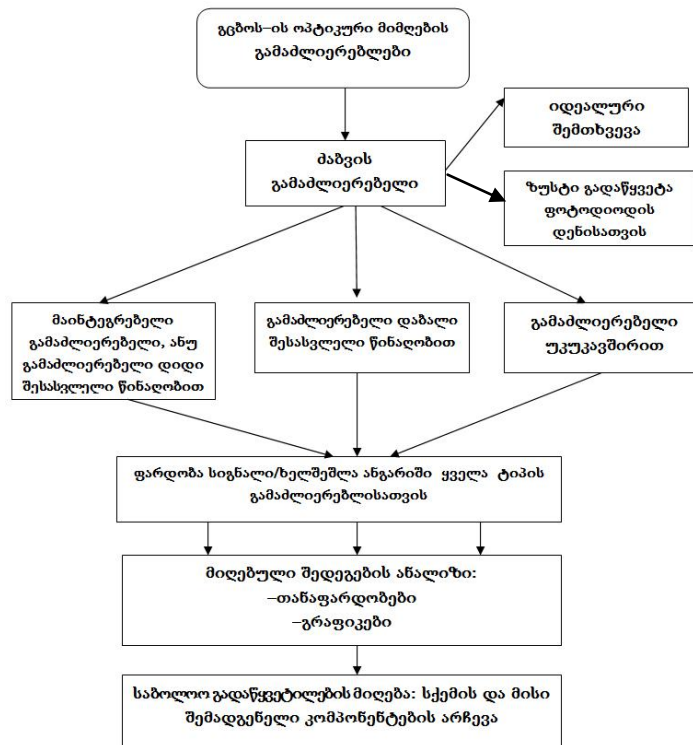 გცბოს–ის ოპტიკური მიმღების
გამაძლიერებლები
იდეალური
შემთხვევა
ძაბვის
გამაძლიერებელი
ზუსტი გადაწყვეტა
ფოტოდიოდის
დენისათვის
მაინტეგრებელი
გამაძლიერებელი, ანუ
გამაძლიერებელი დიდი
შესასვლელი წინაღობით
გამაძლიერებელი დაბალი
შესასვლელი წინაღობით
გამაძლიერებელი
უკუკავშირით
ფარდობა სიგნალი/ხელშეშლა ანგარიში ყველა ტიპის
გამაძლიერებლისათვის
მიღებული შედეგების ანალიზი:
–თანაფარდობები
–გრაფიკები
საბოლოო გადაწყვეტილების მიღება: სქემის და მისი
შემადგენელი კომპონენტების არჩევა